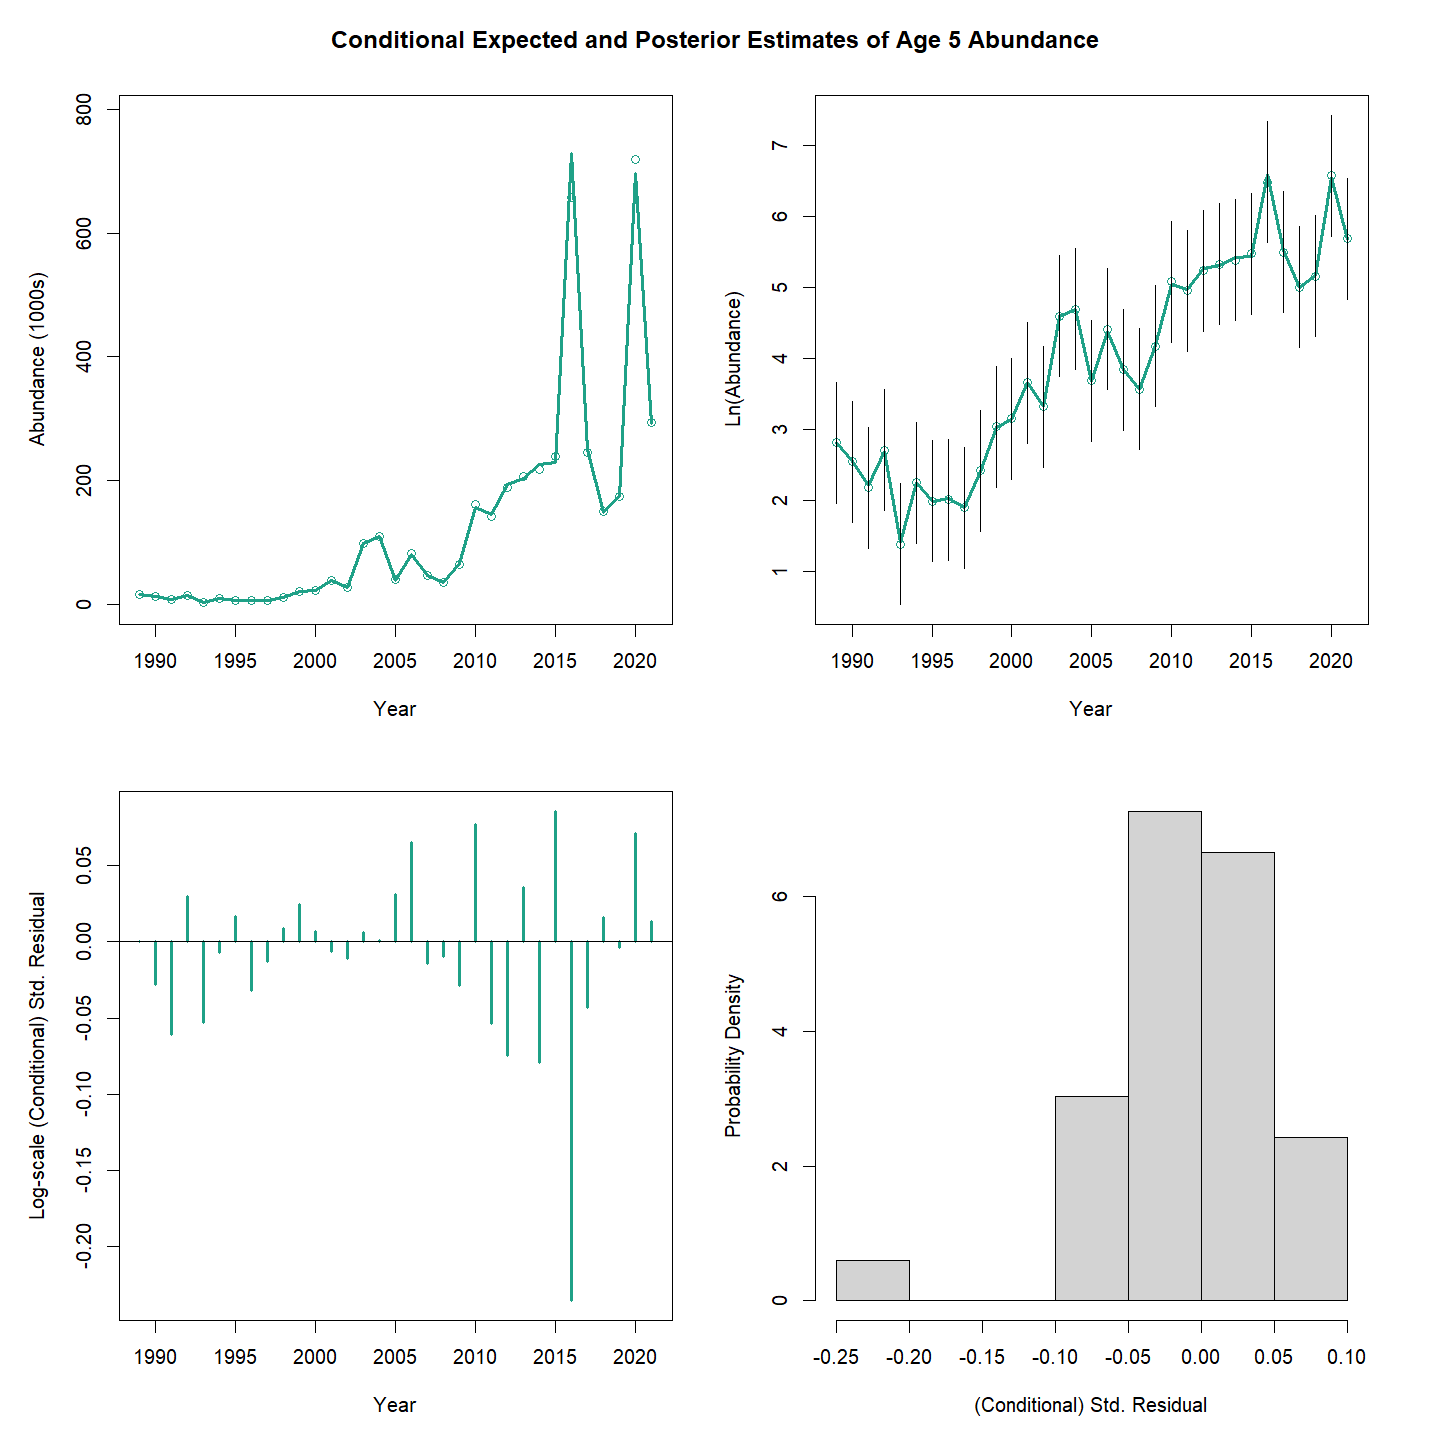 Conditional Expected and Posterior Estimates of Age 5 Abundance
Abundance (1000s)
800
600
400
200
0
1990 1995 2000 2005 2010 2015 2020
Year
Ln(Abundance)
7
6
5
4
3
2
1
1990 1995 2000 2005 2010 2015 2020
Year
Log-scale (Conditional) Std. Residual
0.05
0.00
-0.05
-0.10
-0.15
-0.20
1990 1995 2000 2005 2010 2015 2020
Year
Probability Density
6
4
2
0
-0.25 -0.20 -0.15 -0.10 -0.05 0.00 0.05 0.10
(Conditional) Std. Residual